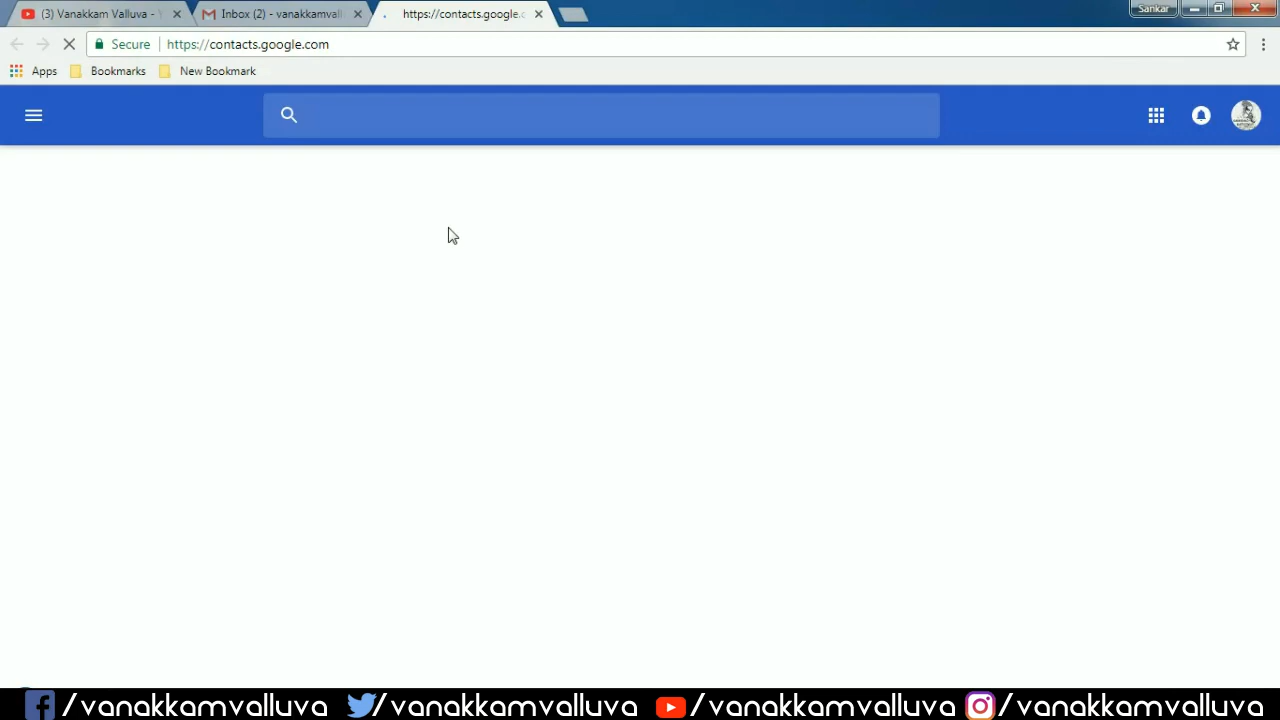 (3) Vanakkam Valluva - Y
Inbox (2) - vanakkamvall
https://contacts.google.c
Sankar
Secure
https://contacts.google.com
Apps
Bookmarks
New Bookmark
/vanakkamvalluva
/vanakkamvalluva
/vanakkamvalluva
/vanakkamvalluva